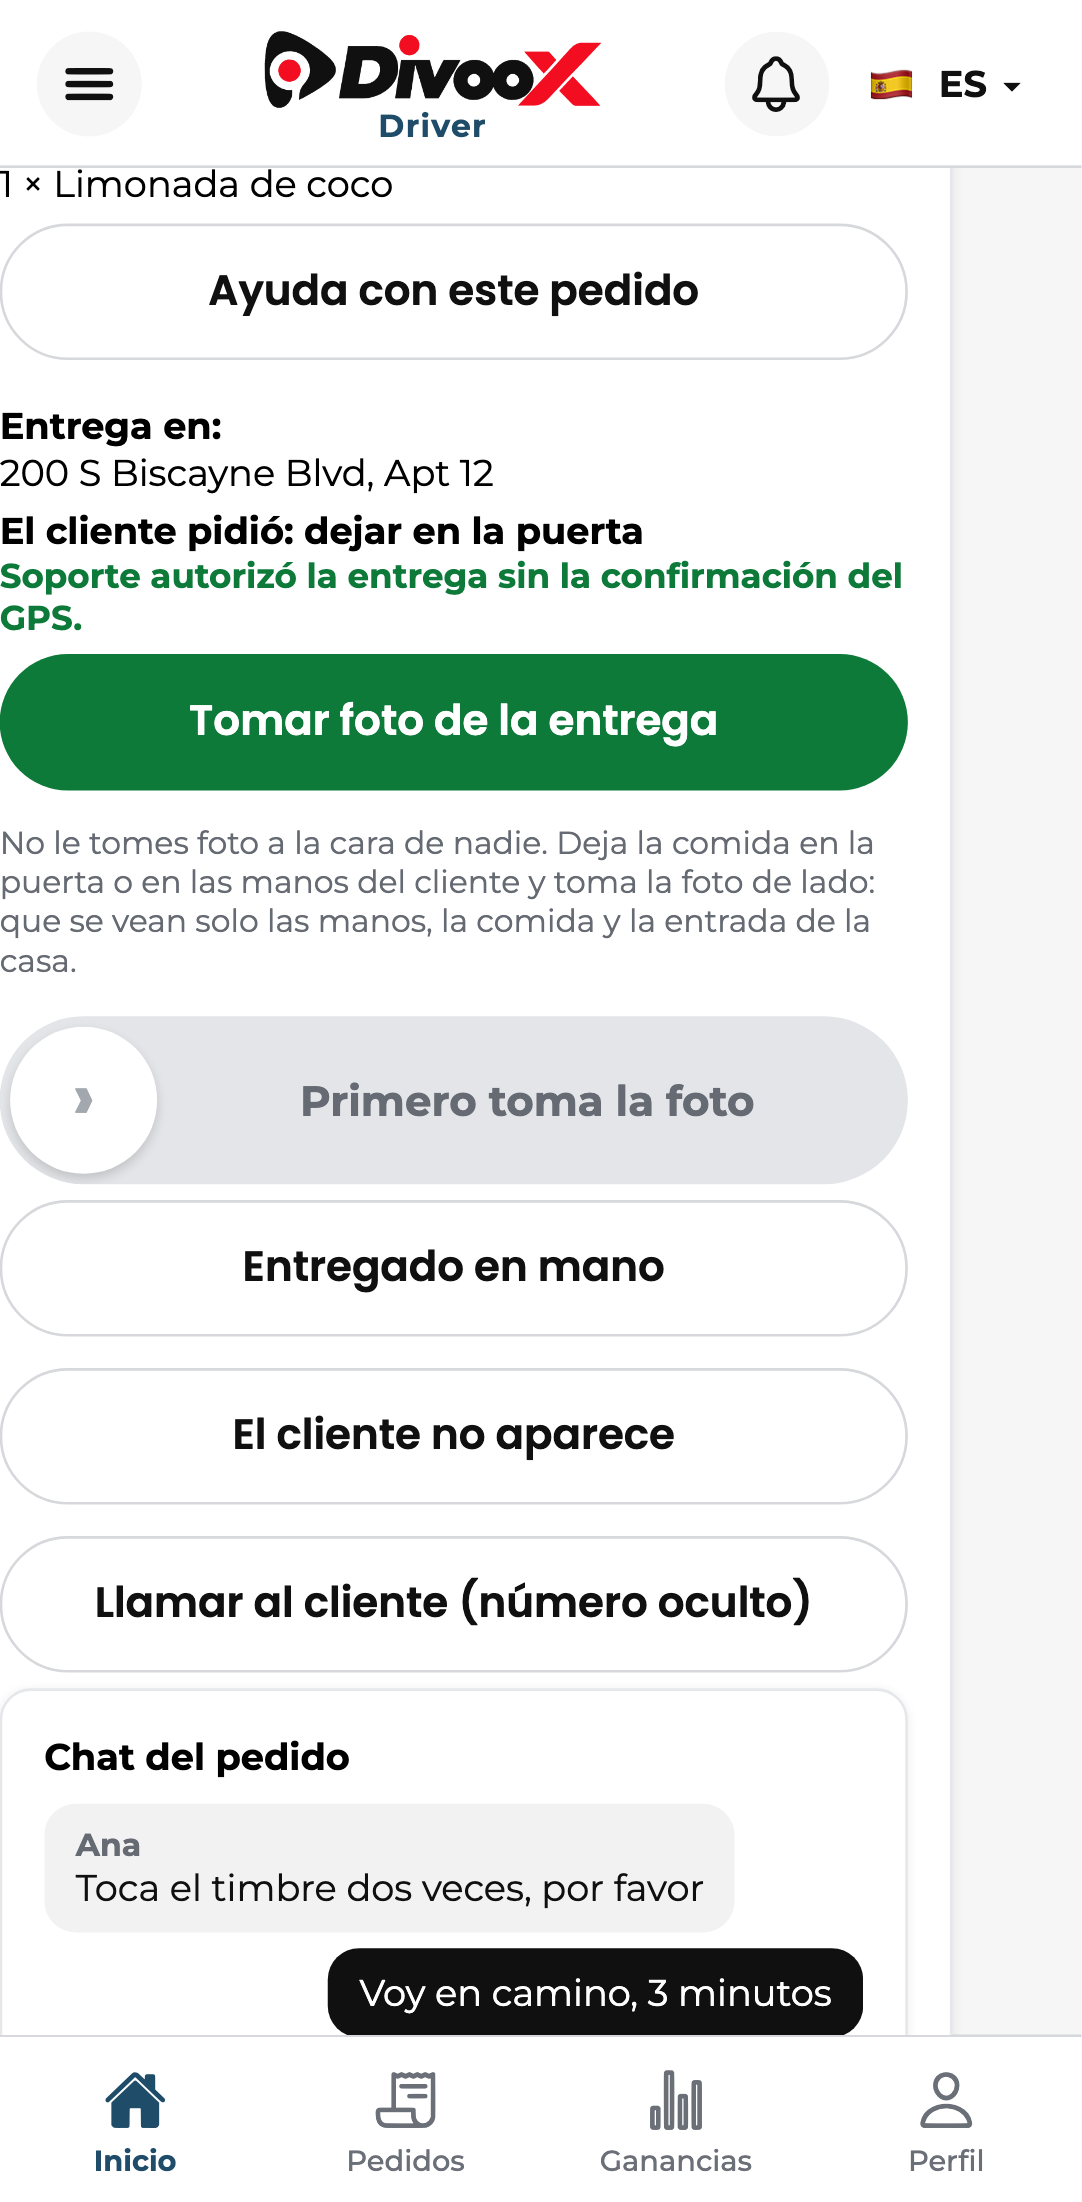 DivooX
Driver
ES
1 × Limonada de coco
Ayuda con este pedido
Entrega en:
200 S Biscayne Blvd, Apt 12
El cliente pidió: dejar en la puerta
Soporte autorizó la entrega sin la confirmación del
GPS.
Tomar foto de la entrega
No le tomes foto a la cara de nadie. Deja la comida en la
puerta o en las manos del cliente y toma la foto de lado:
que se vean solo las manos, la comida y la entrada de la
casa.
Primero toma la foto
Entregado en mano
El cliente no aparece
Llamar al cliente (número oculto)
Chat del pedido
Ana
Toca el timbre dos veces, por favor
Voy en camino, 3 minutos
Inicio
Pedidos
Ganancias
Perfil